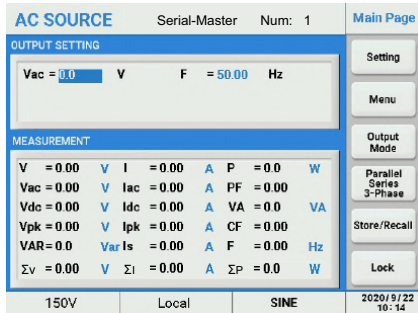 AC SOURCE Serial-Master Num: 1 Main Page
OUTPUT SETTING
Setting
Vac = 0.0 V F = 50.00 Hz
Menu
Output
Mode
MEASUREMENT
V = 0.00 V I = 0.00 A P = 0.0 W
Parallel
Series
3-Phase
Vac = 0.00 V Iac = 0.00 A PF = 0.00
Vdc = 0.00 V Idc = 0.00 A VA = 0.0 VA
Store/Recall
Vpk = 0.00 V Ipk = 0.00 A CF = 0.00
VAR= 0.0 Var Is = 0.00 A F = 0.00 Hz
Lock
Σv = 0.00 V ΣI = 0.00 A ΣP = 0.0 W
150V Local SINE
2020/9/22
10:14